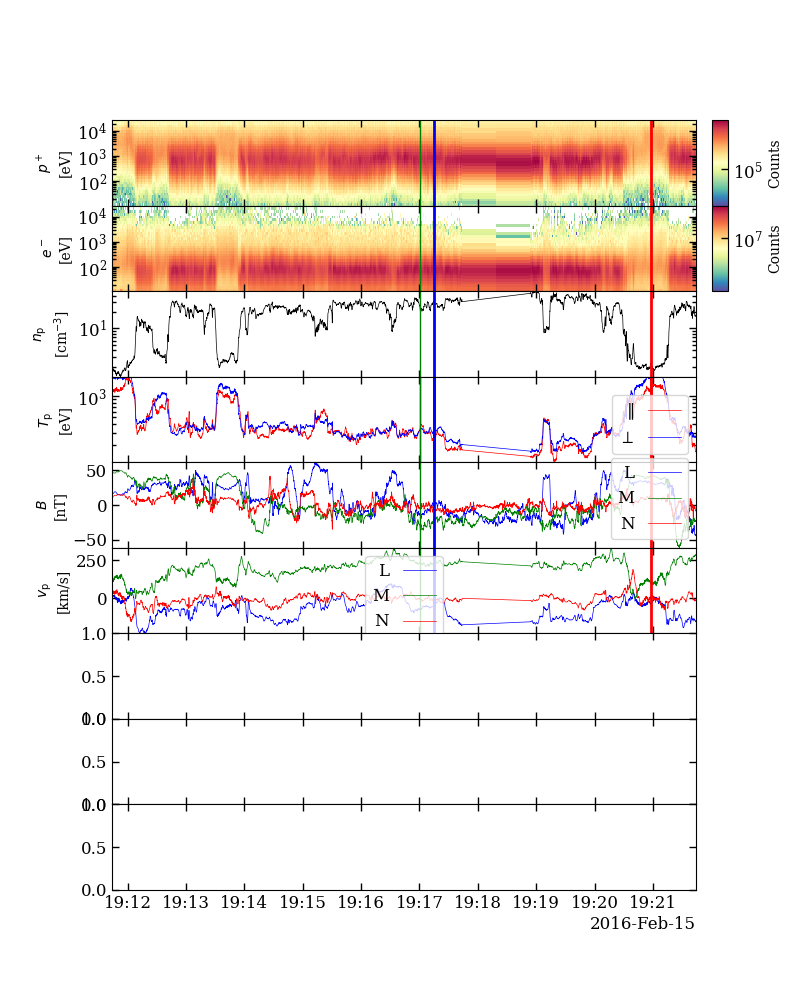 10⁴
10³
10²
p⁺
[eV]
10⁵
Counts
10⁴
10³
10²
e⁻
[eV]
10⁷
Counts
10¹
nₚ
[cm⁻³]
10³
Tₚ
[eV]
∥
⊥
50
0
−50
B
[nT]
L
M
N
250
0
vₚ
[km/s]
L
M
N
1.0
0.5
0.0
1.0
0.5
0.0
1.0
0.5
0.0
19:12 19:13 19:14 19:15 19:16 19:17 19:18 19:19 19:20 19:21
2016-Feb-15